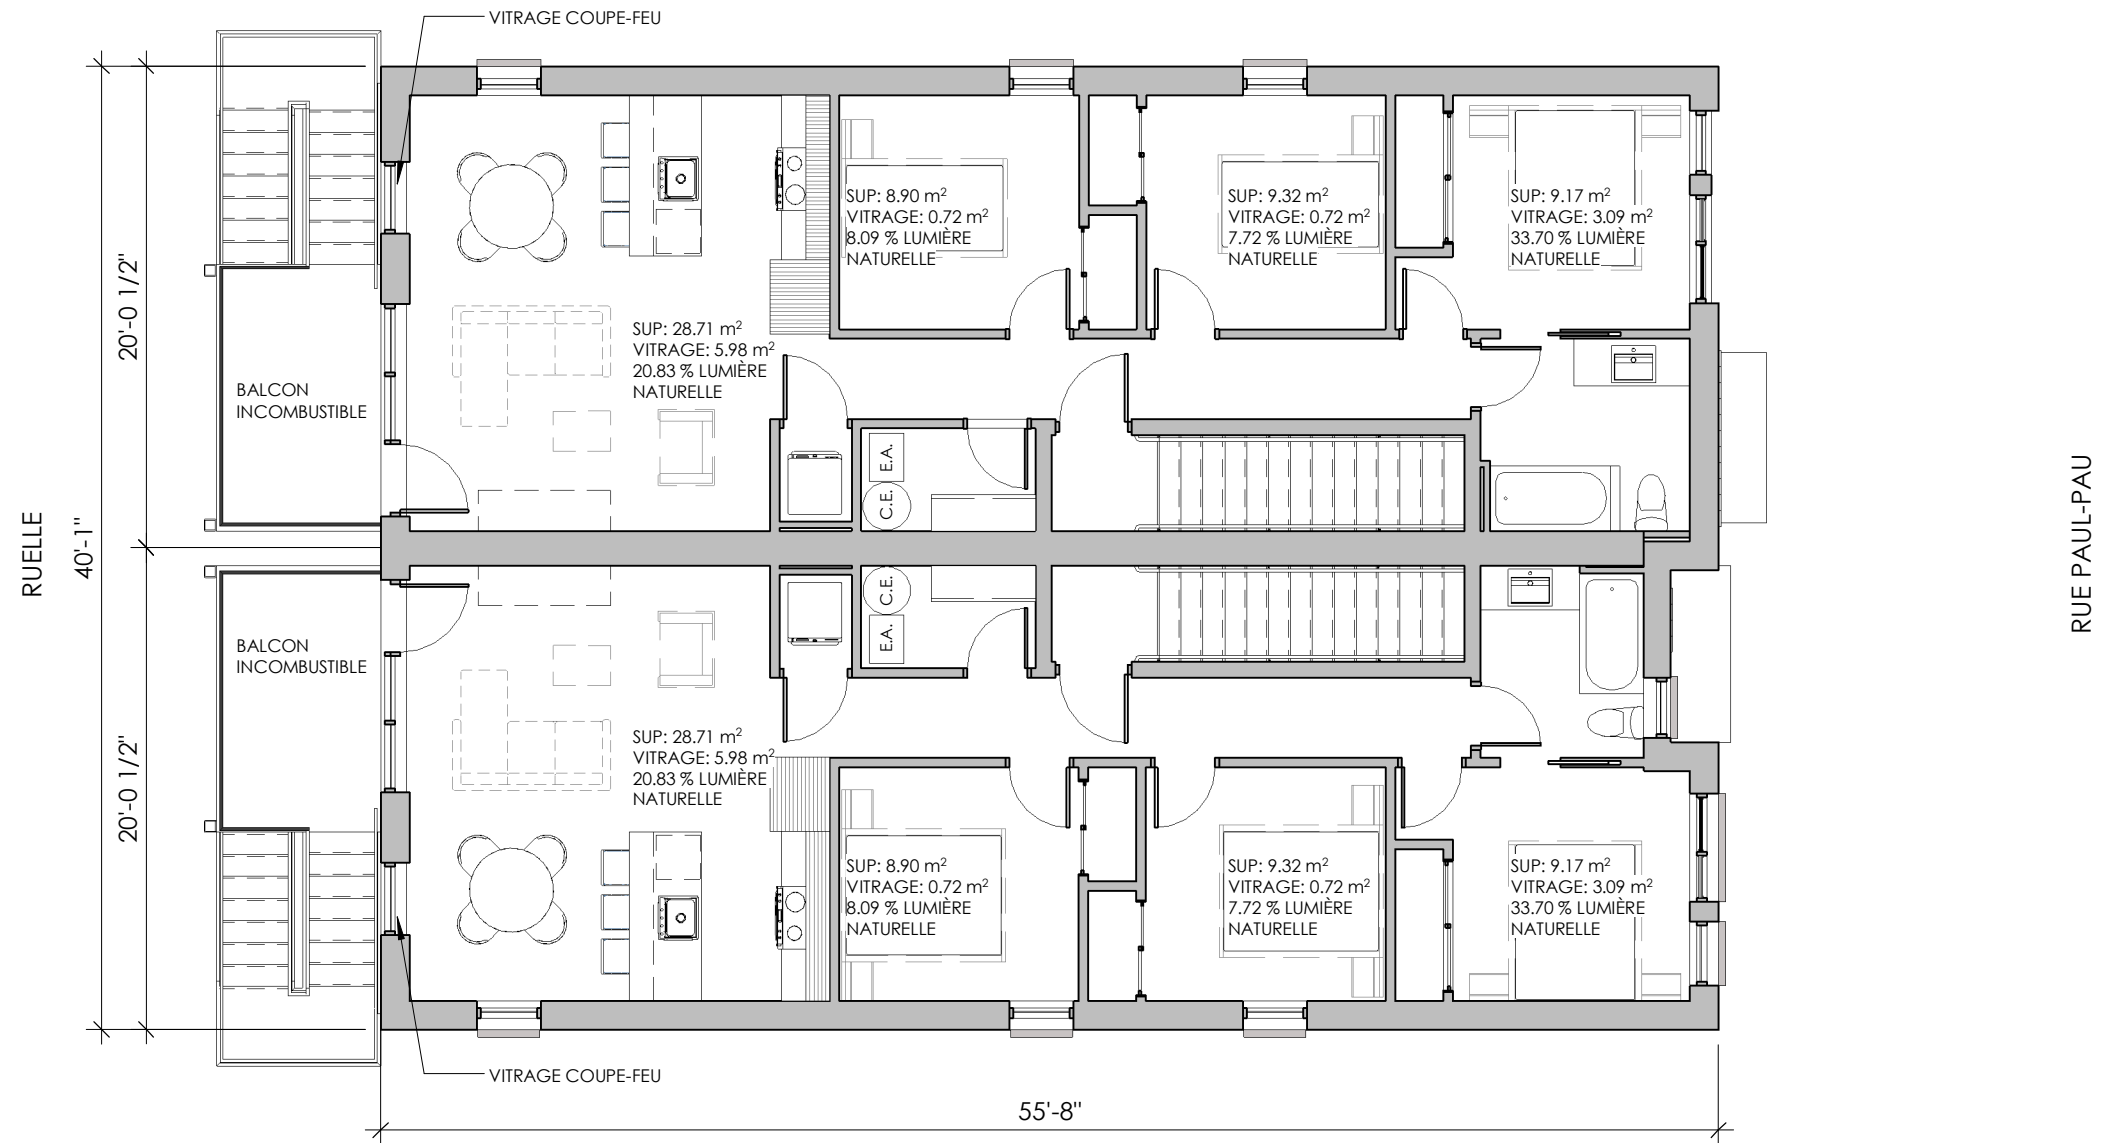 VITRAGE COUPE-FEU
SUP: 8.90 m²
VITRAGE: 0.72 m²
8.09 % LUMIÈRE
NATURELLE
SUP: 9.32 m²
VITRAGE: 0.72 m²
7.72 % LUMIÈRE
NATURELLE
SUP: 9.17 m²
VITRAGE: 3.09 m²
33.70 % LUMIÈRE
NATURELLE
20'-0 1/2"
SUP: 28.71 m²
VITRAGE: 5.98 m²
20.83 % LUMIÈRE
NATURELLE
BALCON
INCOMBUSTIBLE
E.A.
C.E.
RUELLE
40'-1"
RUE PAUL-PAU
C.E.
E.A.
BALCON
INCOMBUSTIBLE
20'-0 1/2"
SUP: 28.71 m²
VITRAGE: 5.98 m²
20.83 % LUMIÈRE
NATURELLE
SUP: 8.90 m²
VITRAGE: 0.72 m²
8.09 % LUMIÈRE
NATURELLE
SUP: 9.32 m²
VITRAGE: 0.72 m²
7.72 % LUMIÈRE
NATURELLE
SUP: 9.17 m²
VITRAGE: 3.09 m²
33.70 % LUMIÈRE
NATURELLE
VITRAGE COUPE-FEU
55'-8"